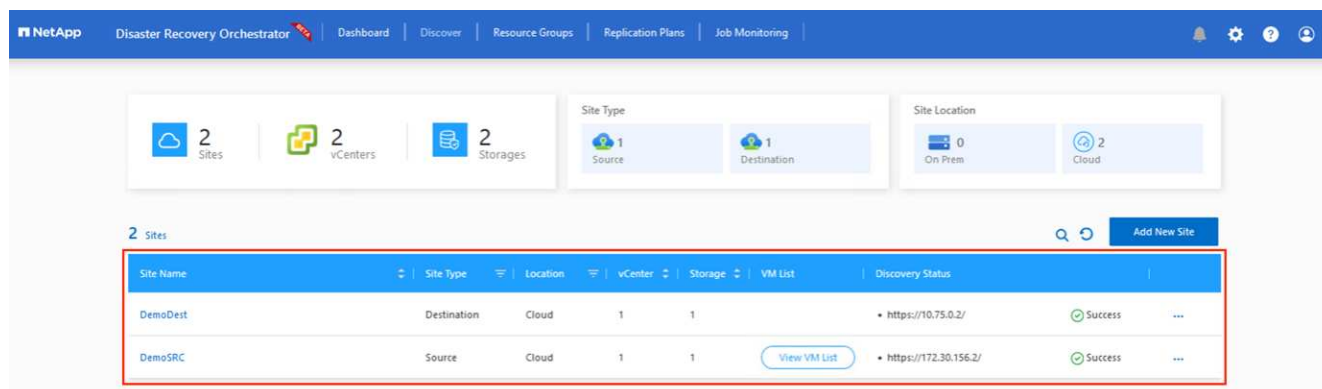 NetApp Disaster Recovery Orchestrator Dashboard Discover Resource Groups Replication Plans Job Monitoring
Site Type Site Location
2 Sites 2 vCenters 2 Storages 1 Source 1 Destination 0 On Prem 2 Cloud
2 Sites Add New Site
Site Name Site Type Location vCenter Storage VM List Discovery Status
DemoDest Destination Cloud 1 1 • https://10.75.0.2/ Success ...
DemoSRC Source Cloud 1 1 View VM List • https://172.30.156.2/ Success ...